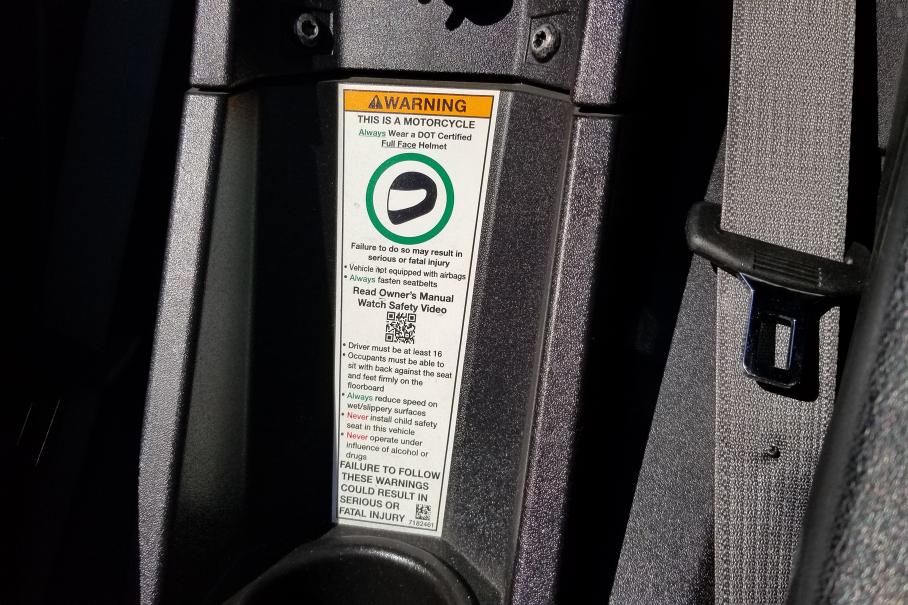 WARNING
THIS IS A MOTORCYCLE
Always Wear a DOT Certified
Full Face Helmet
Failure to do so may result in
serious or fatal injury
• Vehicle not equipped with airbags
• Always fasten seatbelts
Read Owner's Manual
Watch Safety Video
• Driver must be at least 16
• Occupants must be able to
sit with back against the seat
and feet firmly on the
floorboard
• Always reduce speed on
wet/slippery surfaces
• Never install child safety
seat in this vehicle
• Never operate under
influence of alcohol or
drugs
FAILURE TO FOLLOW
THESE WARNINGS
COULD RESULT IN
SERIOUS OR
FATAL INJURY
7182461